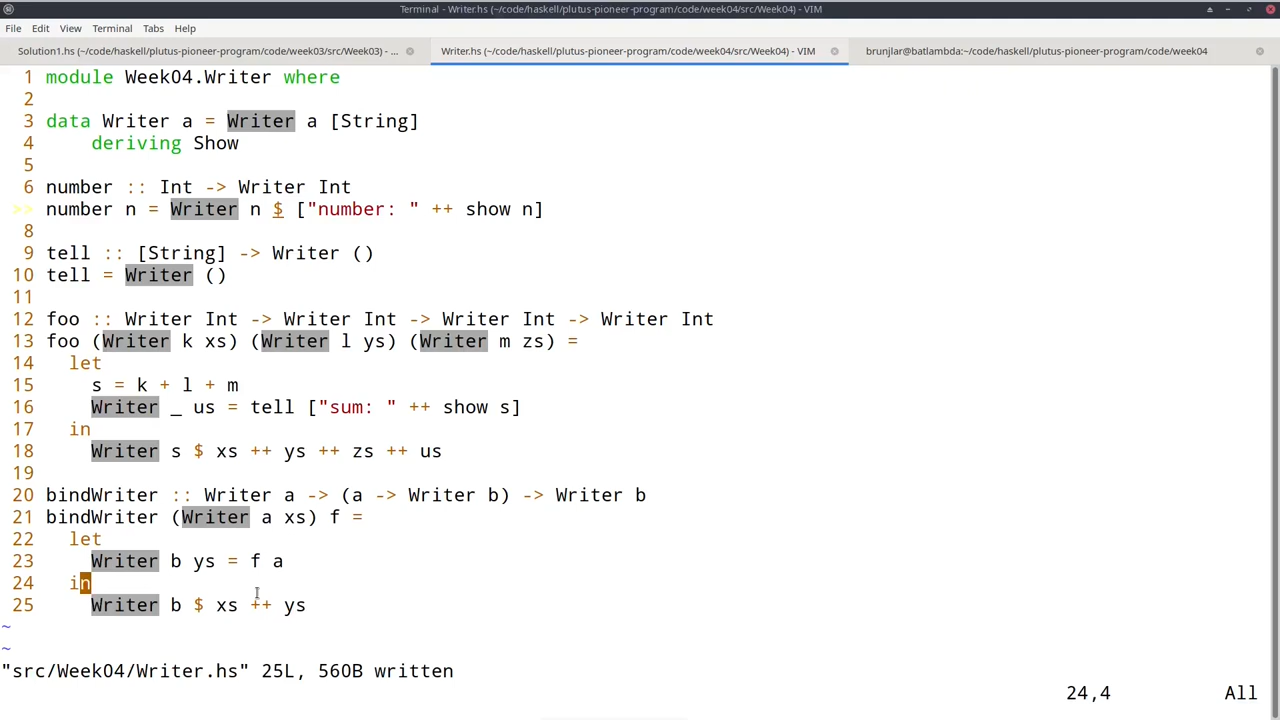 Terminal - Writer.hs (~/code/haskell/plutus-pioneer-program/code/week04/src/Week04) - VIM
File Edit View Terminal Tabs Help
Solution1.hs (~/code/haskell/plutus-pioneer-program/code/week03/src/Week03) - ... Writer.hs (~/code/haskell/plutus-pioneer-program/code/week04/src/Week04) - VIM brunjlar@batlambda:~/code/haskell/plutus-pioneer-program/code/week04
1 module Week04.Writer where
2
3 data Writer a = Writer a [String]
4     deriving Show
5
6 number :: Int -> Writer Int
>> number n = Writer n $ ["number: " ++ show n]
8
9 tell :: [String] -> Writer ()
10 tell = Writer ()
11
12 foo :: Writer Int -> Writer Int -> Writer Int -> Writer Int
13 foo (Writer k xs) (Writer l ys) (Writer m zs) =
14   let
15     s = k + l + m
16     Writer _ us = tell ["sum: " ++ show s]
17   in
18     Writer s $ xs ++ ys ++ zs ++ us
19
20 bindWriter :: Writer a -> (a -> Writer b) -> Writer b
21 bindWriter (Writer a xs) f =
22   let
23     Writer b ys = f a
24   in
25     Writer b $ xs ++ ys
~
~
"src/Week04/Writer.hs" 25L, 560B written
24,4 All